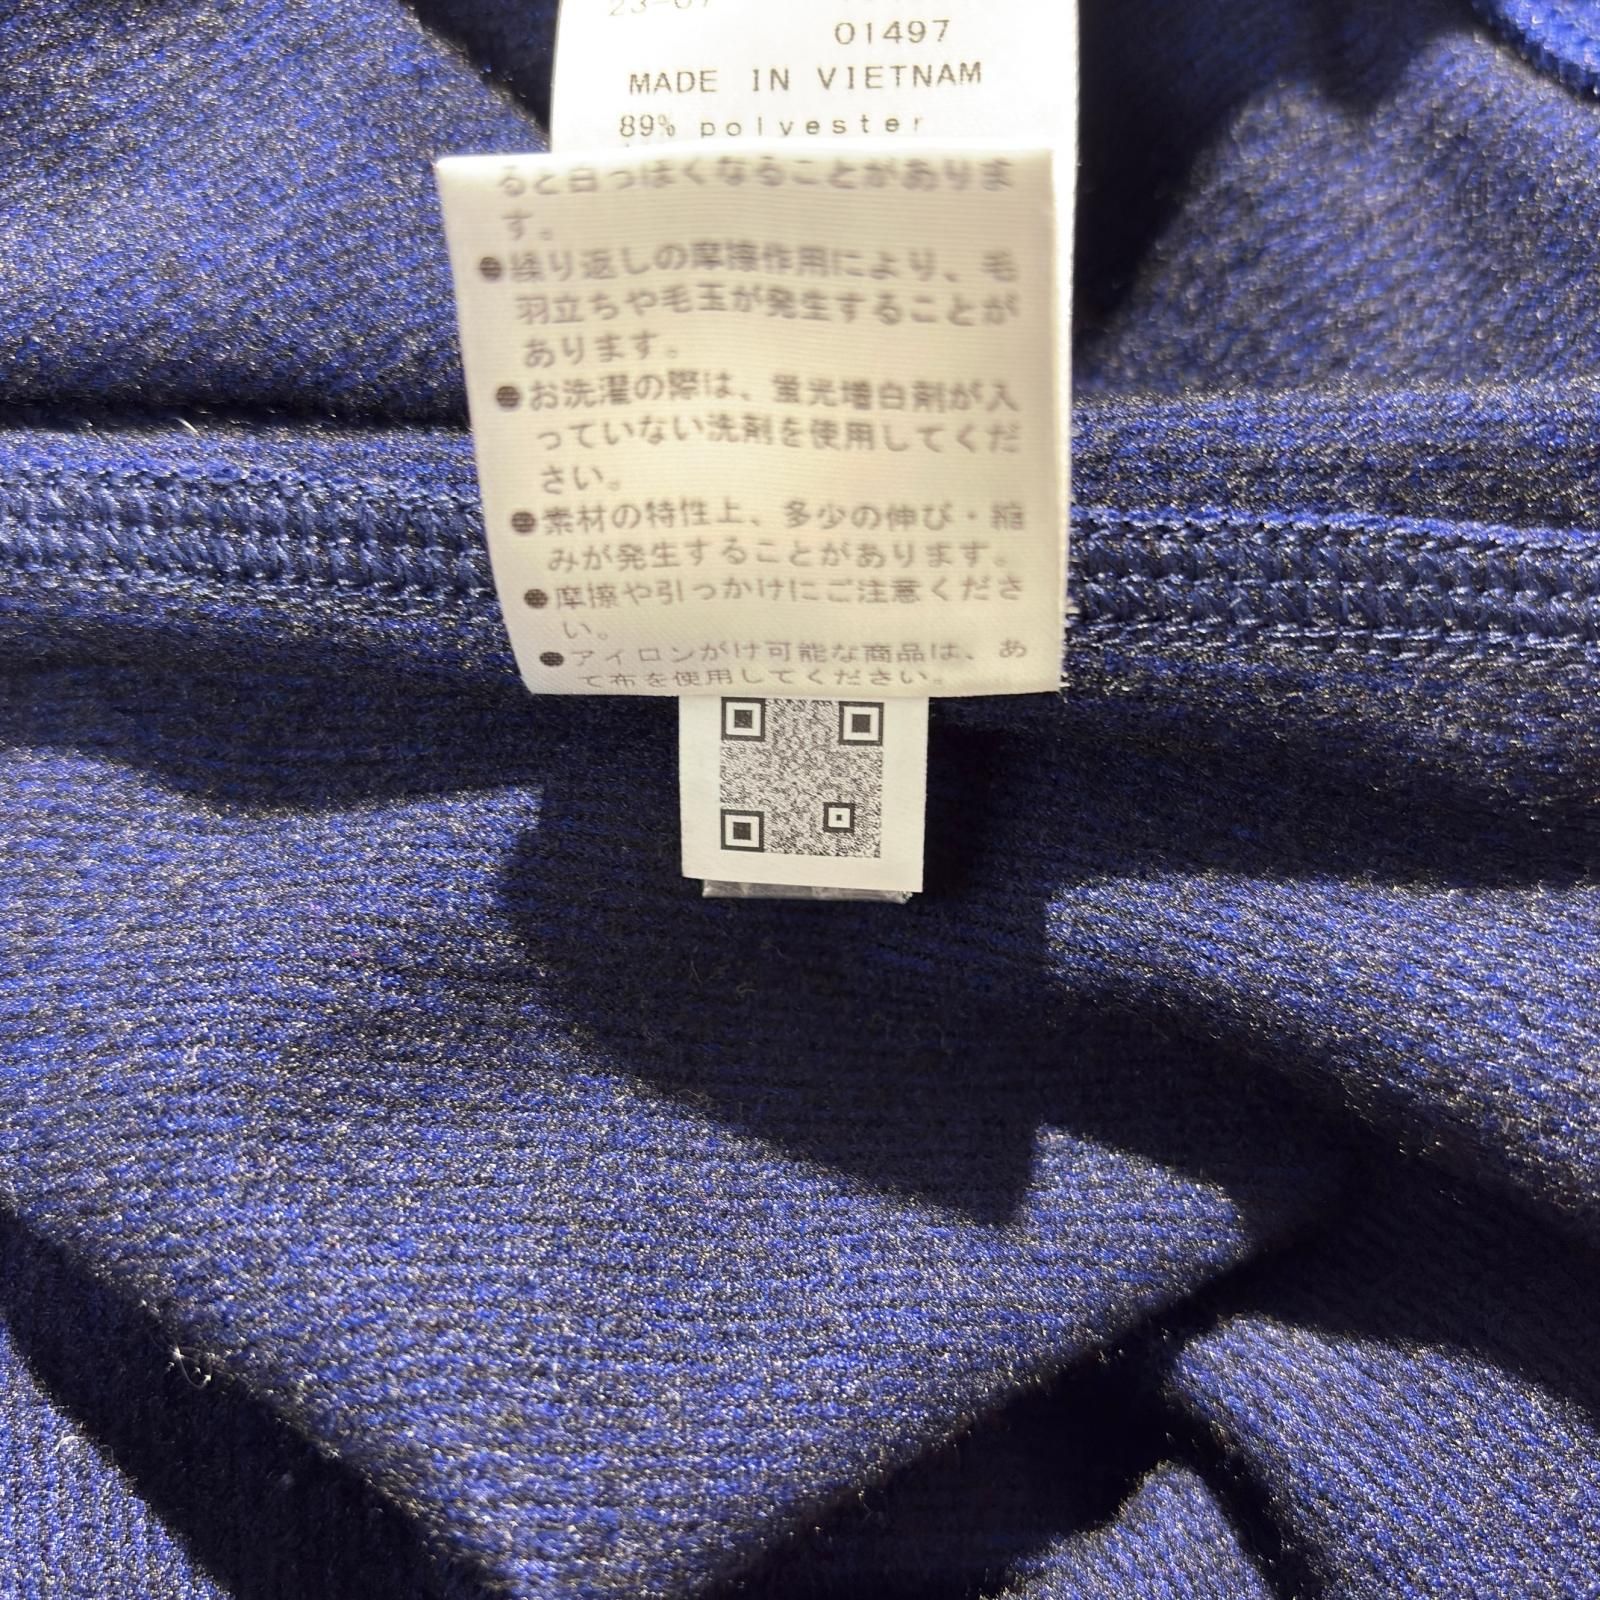 01497
MADE IN VIETNAM
89% polyester
ると白っぽくなることがありま
す。
●繰り返しの摩擦作用により、毛
羽立ちや毛玉が発生することが
あります。
●お洗濯の際は、蛍光増白剤が入
っていない洗剤を使用してくだ
さい。
●素材の特性上、多少の伸び・縮
みが発生することがあります。
●摩擦や引っかけにご注意くださ
い。
●アイロンがけ可能な商品は、あ
て布を使用してください。